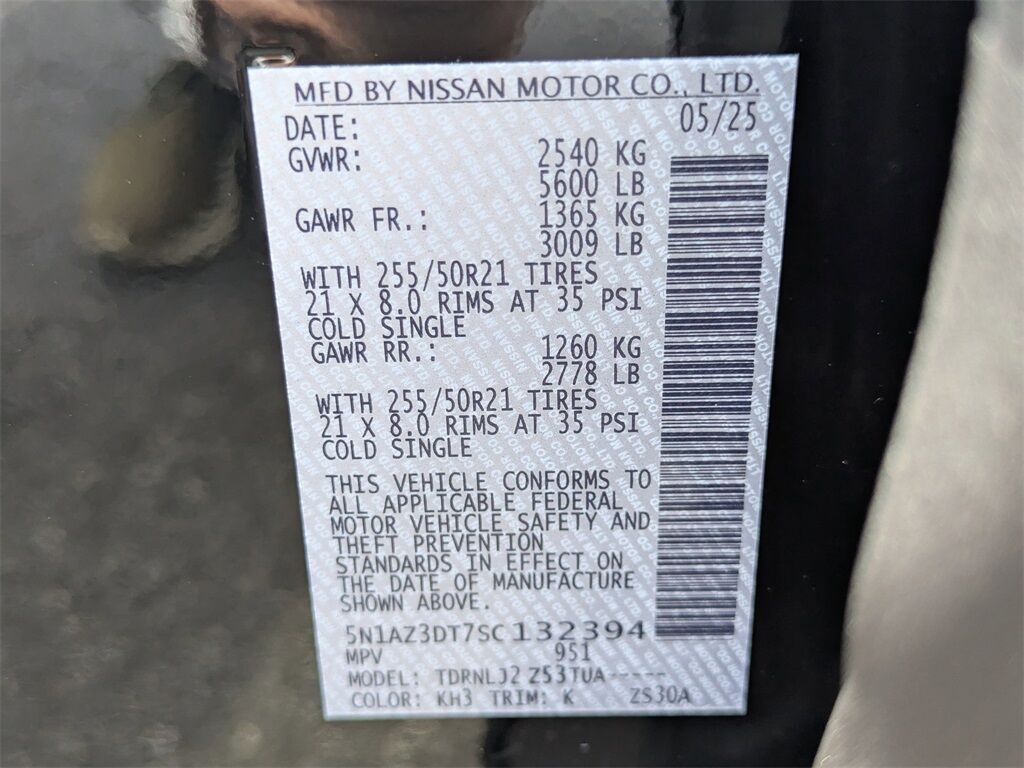 MFD BY NISSAN MOTOR CO., LTD.
DATE: 05/25
GVWR: 2540 KG
5600 LB
GAWR FR.: 1365 KG
3009 LB
WITH 255/50R21 TIRES
21 X 8.0 RIMS AT 35 PSI
COLD SINGLE
GAWR RR.: 1260 KG
2778 LB
WITH 255/50R21 TIRES
21 X 8.0 RIMS AT 35 PSI
COLD SINGLE
THIS VEHICLE CONFORMS TO
ALL APPLICABLE FEDERAL
MOTOR VEHICLE SAFETY AND
THEFT PREVENTION
STANDARDS IN EFFECT ON
THE DATE OF MANUFACTURE
SHOWN ABOVE.
5N1AZ3DT7SC132394
MPV 951
MODEL: TDRNLJ2 Z53TUA-----
COLOR: KH3 TRIM: K ZS30A